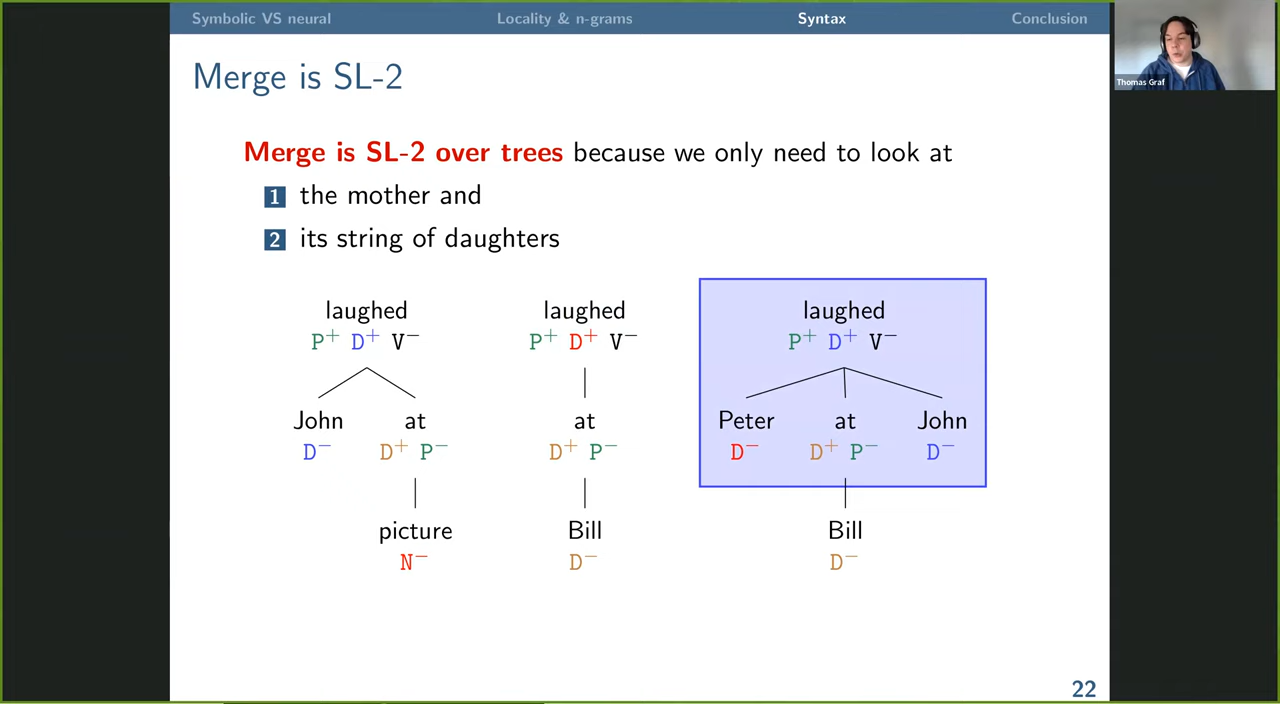 Symbolic VS neural Locality & n-grams Syntax Conclusion
Thomas Graf
Merge is SL-2
Merge is SL-2 over trees because we only need to look at
1 the mother and
2 its string of daughters
laughed laughed laughed
P⁺ D⁺ V⁻ P⁺ D⁺ V⁻ P⁺ D⁺ V⁻
John at at Peter at John
D⁻ D⁺ P⁻ D⁺ P⁻ D⁻ D⁺ P⁻ D⁻
picture Bill Bill
N⁻ D⁻ D⁻
22